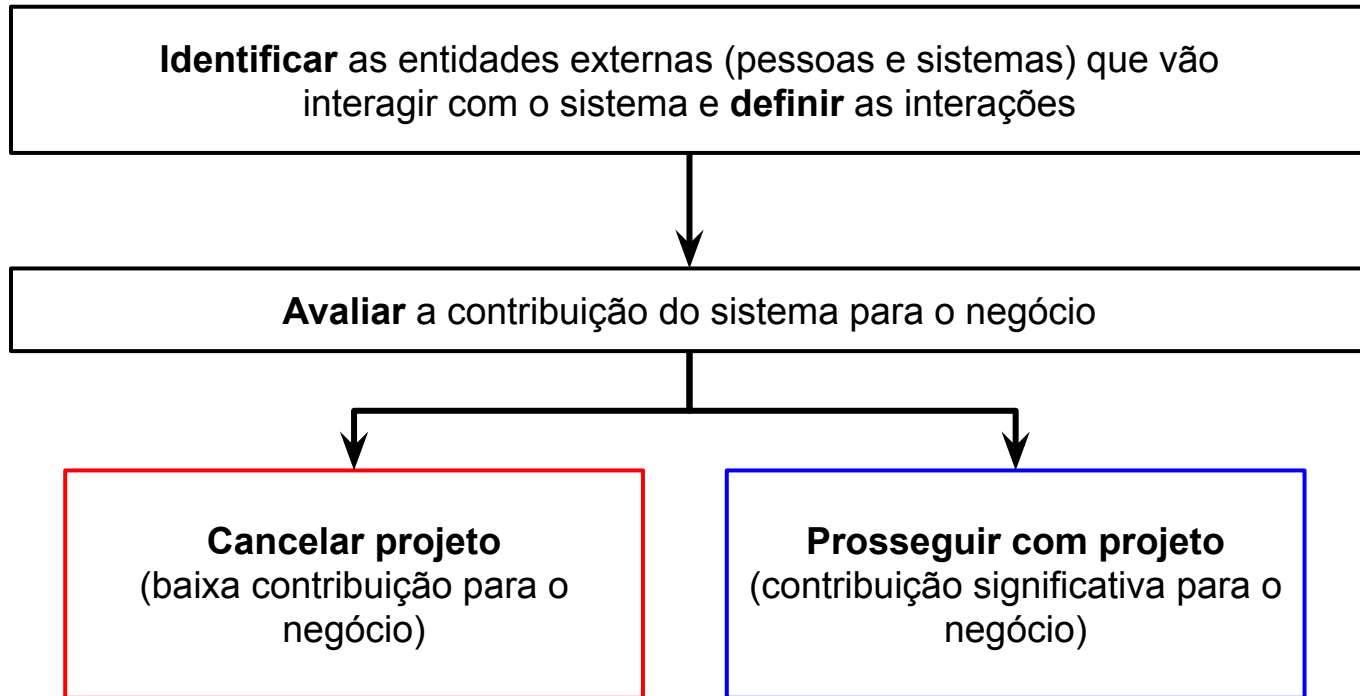 Identificar as entidades externas (pessoas e sistemas) que vão
interagir com o sistema e definir as interações
Avaliar a contribuição do sistema para o negócio
Cancelar projeto
(baixa contribuição para o
negócio)
Prosseguir com projeto
(contribuição significativa para o
negócio)